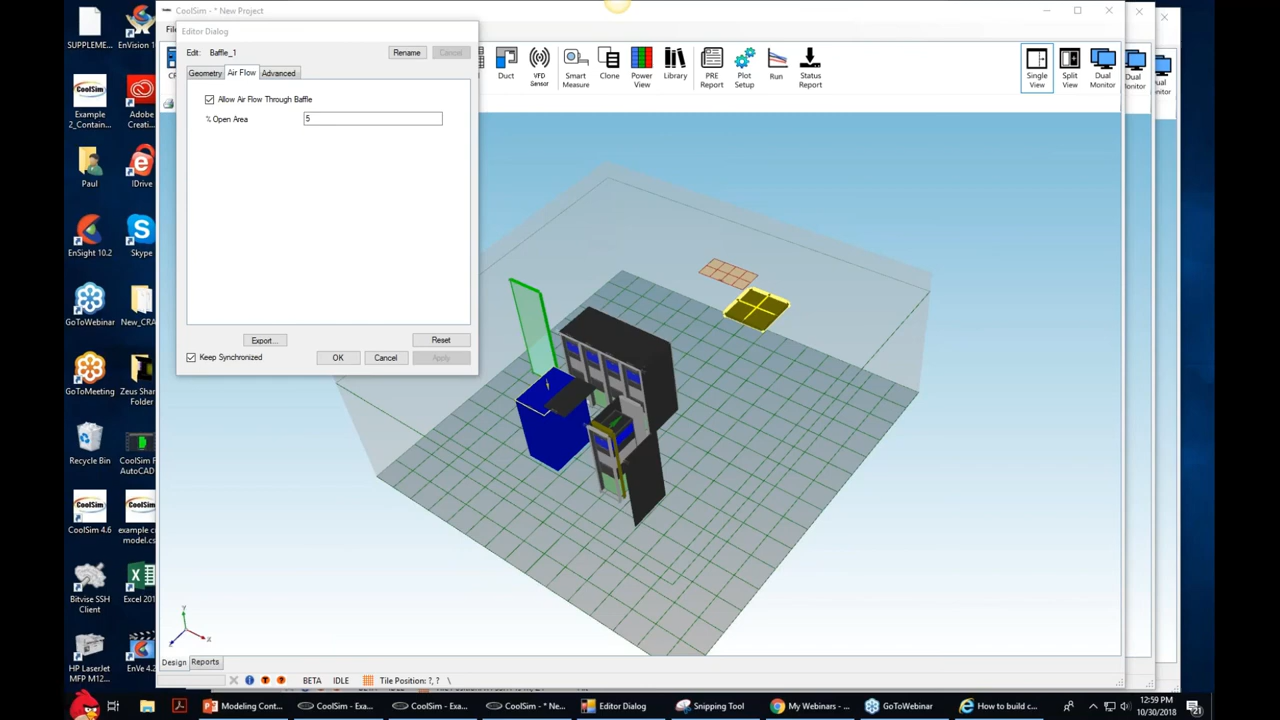 SUPPLEME...
EnVision 10...
Example 2_Contain...
Adobe Creati...
Paul
IDrive
EnSight 10.2
Skype
GoToWebinar
New_CRA...
GoToMeeting
Zeus Shar Folder
Recycle Bin
CoolSim F AutoCAD
CoolSim 4.6
example c model.cs
Bitvise SSH Client
Excel 201
HP LaserJet MFP M12...
EnVe 4.2
CoolSim - * New Project
Editor Dialog
Edit: Baffle_1
Rename
Cancel
Geometry
Air Flow
Advanced
Allow Air Flow Through Baffle
% Open Area
5
Export...
Reset
Keep Synchronized
OK
Cancel
Apply
Duct
VFD Sensor
Smart Measure
Clone
Power View
Library
PRE Report
Plot Setup
Run
Status Report
Single View
Split View
Dual Monitor
Y
X
Z
Design
Reports
BETA
IDLE
Tile Position: ?, ?
\
Modeling Cont...
CoolSim - Exa...
CoolSim - Exa...
CoolSim - * Ne...
Editor Dialog
Snipping Tool
My Webinars - ...
GoToWebinar
How to build c...
12:59 PM
10/30/2018
21